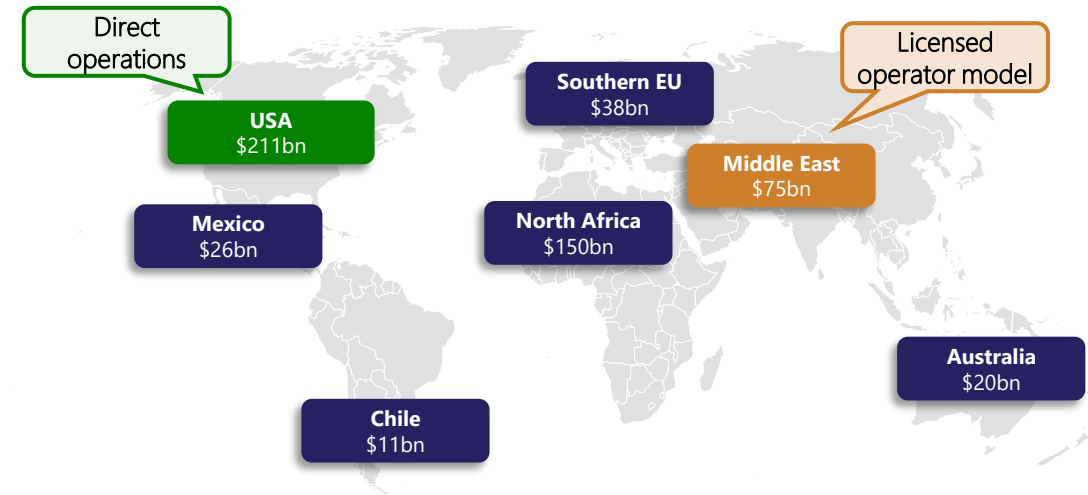 Direct
operations
Licensed
operator model
Southern EU
$38bn
USA
$211bn
Middle East
$75bn
Mexico
$26bn
North Africa
$150bn
Australia
$20bn
Chile
$11bn